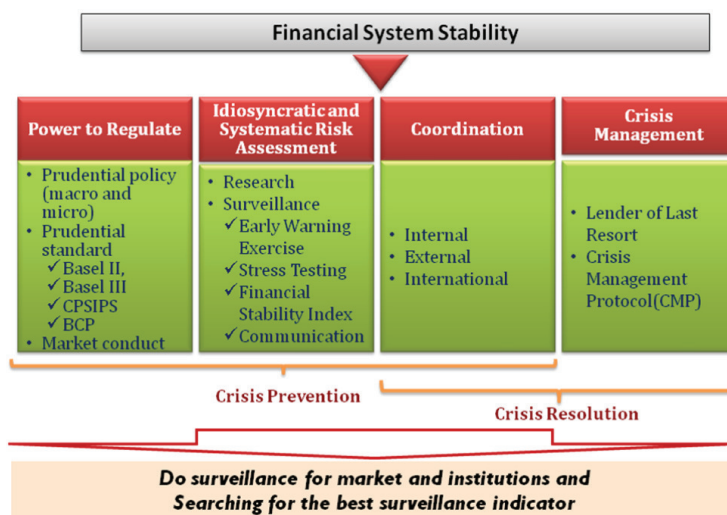 Financial System Stability
Power to Regulate
• Prudential policy
(macro and
micro)
• Prudential
standard
✓Basel II,
✓Basel III
✓CPSIPS
✓BCP
• Market conduct
Idiosyncratic and
Systematic Risk
Assessment
• Research
• Surveillance
✓Early Warning
Exercise
✓Stress Testing
✓Financial
Stability Index
✓Communication
Coordination
• Internal
• External
• International
Crisis
Management
• Lender of Last
Resort
• Crisis
Management
Protocol(CMP)
Crisis Prevention
Crisis Resolution
Do surveillance for market and institutions and
Searching for the best surveillance indicator